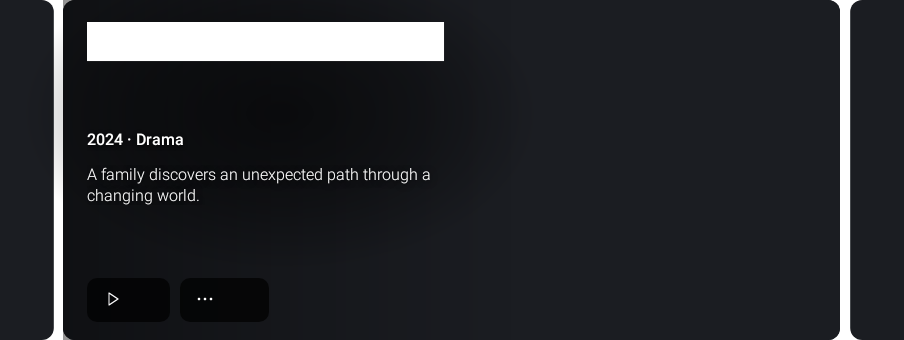 2024 · Drama
A family discovers an unexpected path through a
changing world.